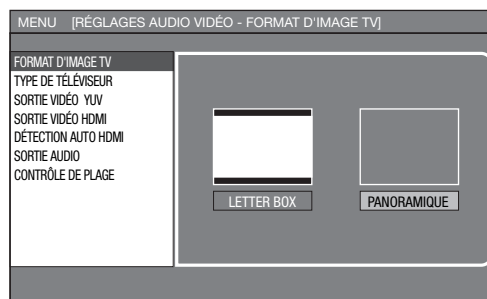 MENU [RÉGLAGES AUDIO VIDÉO - FORMAT D'IMAGE TV]
FORMAT D'IMAGE TV
TYPE DE TÉLÉVISEUR
SORTIE VIDÉO YUV
SORTIE VIDÉO HDMI
DÉTECTION AUTO HDMI
SORTIE AUDIO
CONTRÔLE DE PLAGE
LETTER BOX
PANORAMIQUE